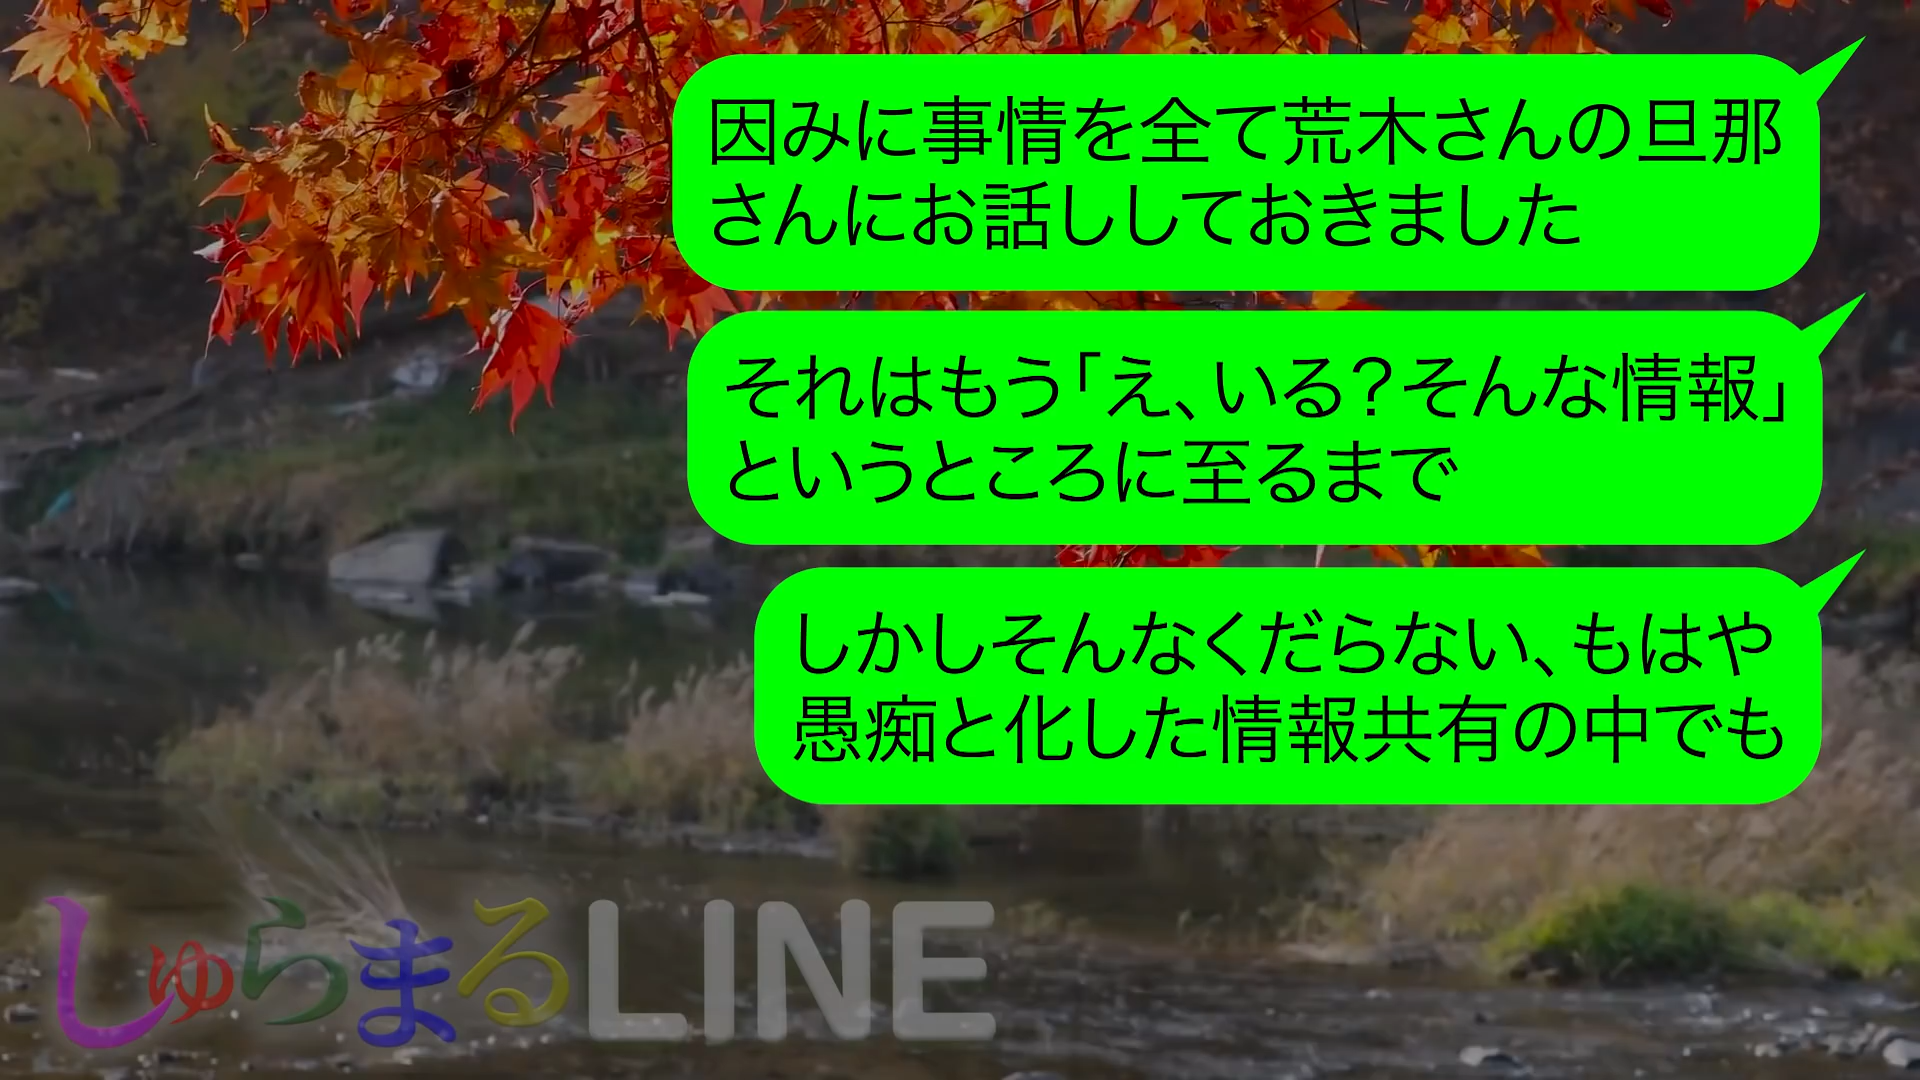 因みに事情を全て荒木さんの旦那
さんにお話ししておきました
それはもう「え、いる？そんな情報」
というところに至るまで
しかしそんなくだらない、もはや
愚痴と化した情報共有の中でも
しゅらまるLINE